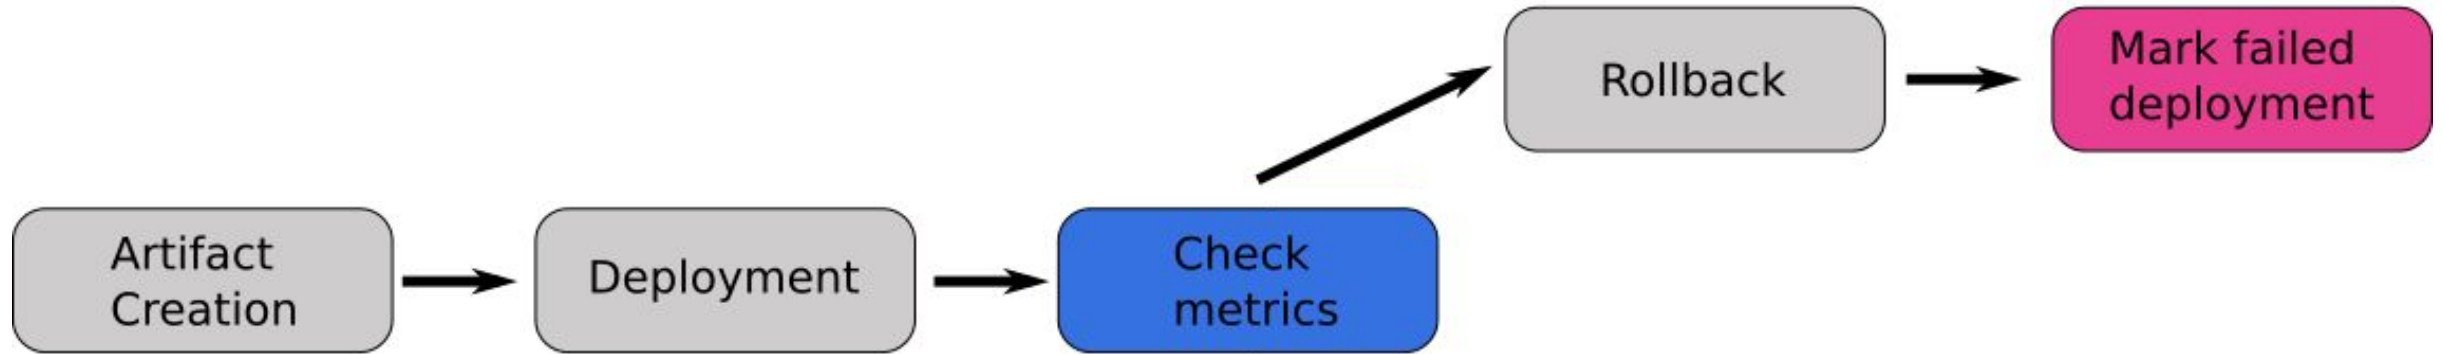 Artifact
Creation
Deployment
Check
metrics
Rollback
Mark failed
deployment